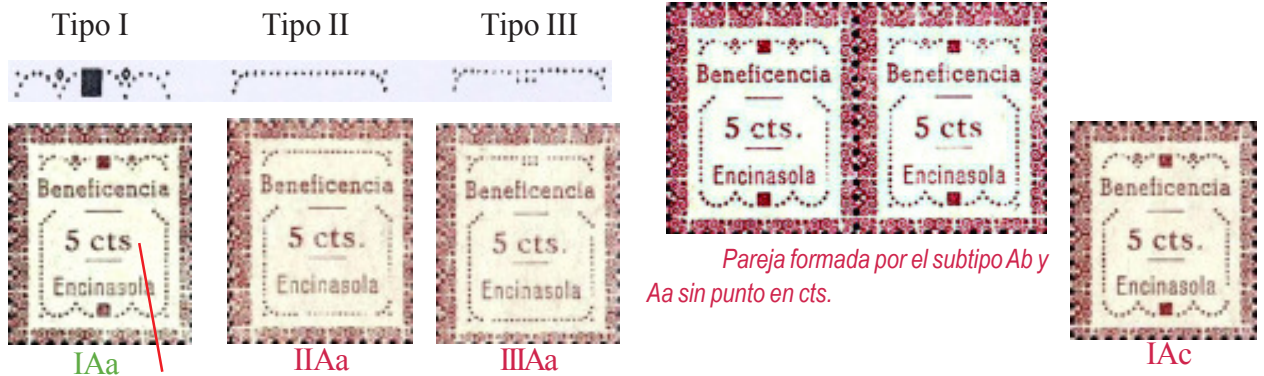 Tipo I
Tipo II
Tipo III
Beneficencia
5 cts
Encinasola
IAa
Beneficencia
5 cts.
Encinasola
IIAa
Beneficencia
5 cts.
Encinasola
IIIAa
Beneficencia
5 cts.
Encinasola
Beneficencia
5 cts
Encinasola
Pareja formada por el subtipo Ab y
Aa sin punto en cts.
Beneficencia
5 cts.
Encinasola
IAc